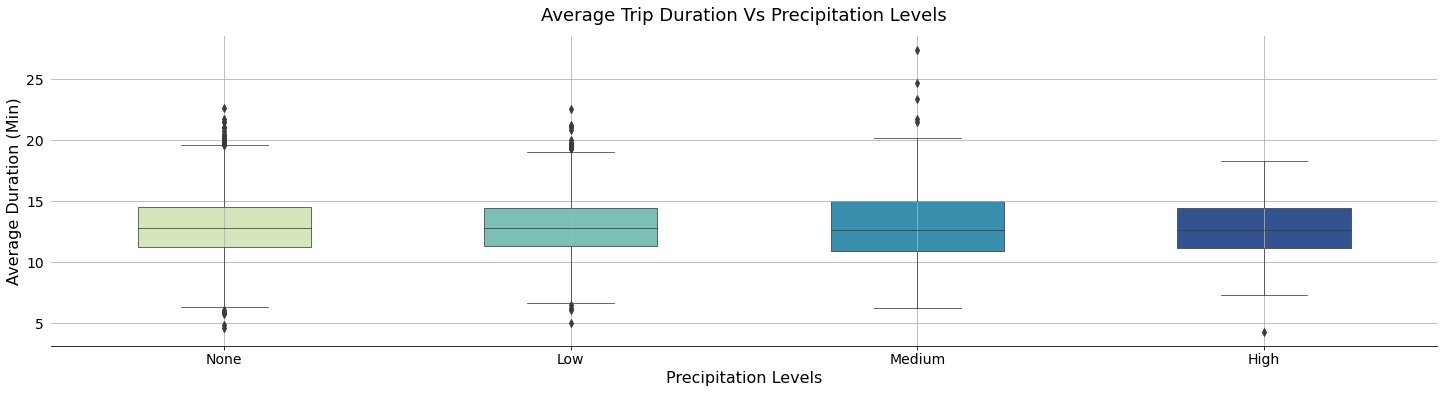 Average Trip Duration Vs Precipitation Levels
Average Duration (Min)
25
20
15
10
5
None Low Medium High
Precipitation Levels